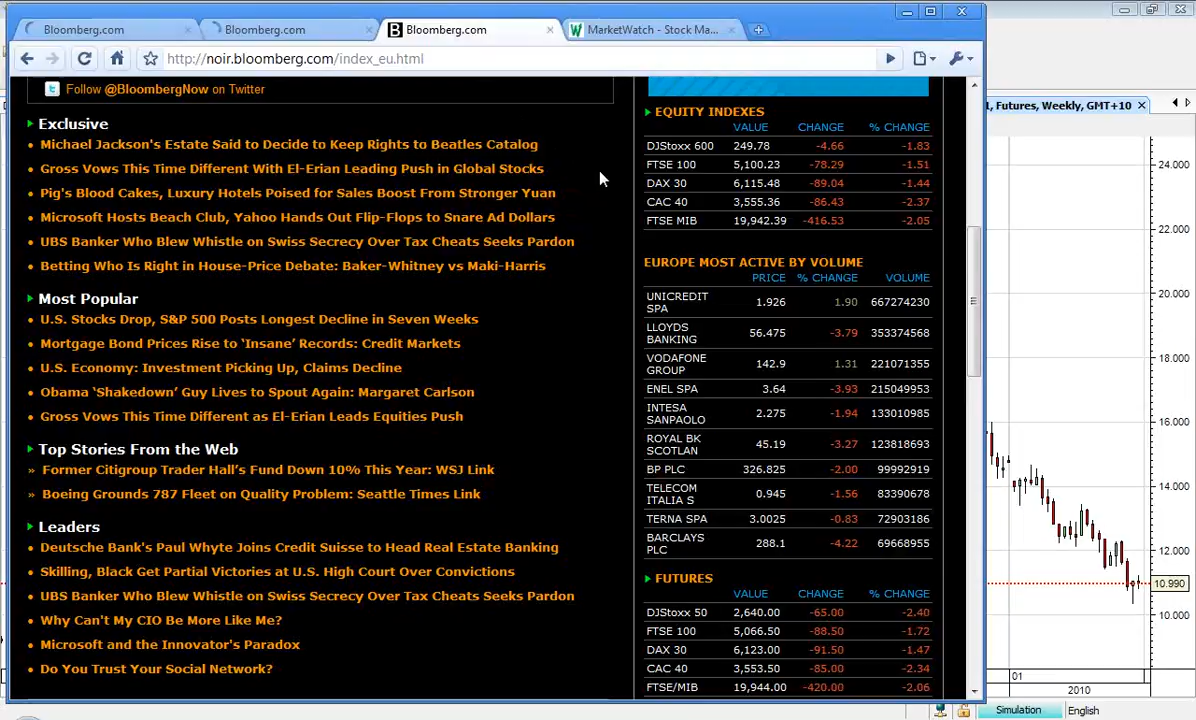 Bloomberg.com
Bloomberg.com
Bloomberg.com
MarketWatch - Stock Ma...
http://noir.bloomberg.com/index_eu.html
I, Futures, Weekly, GMT+10
Follow @BloombergNow on Twitter
Exclusive
Michael Jackson's Estate Said to Decide to Keep Rights to Beatles Catalog
Gross Vows This Time Different With El-Erian Leading Push in Global Stocks
Pig's Blood Cakes, Luxury Hotels Poised for Sales Boost From Stronger Yuan
Microsoft Hosts Beach Club, Yahoo Hands Out Flip-Flops to Snare Ad Dollars
UBS Banker Who Blew Whistle on Swiss Secrecy Over Tax Cheats Seeks Pardon
Betting Who Is Right in House-Price Debate: Baker-Whitney vs Maki-Harris
Most Popular
U.S. Stocks Drop, S&P 500 Posts Longest Decline in Seven Weeks
Mortgage Bond Prices Rise to ‘Insane’ Records: Credit Markets
U.S. Economy: Investment Picking Up, Claims Decline
Obama ‘Shakedown’ Guy Lives to Spout Again: Margaret Carlson
Gross Vows This Time Different as El-Erian Leads Equities Push
Top Stories From the Web
» Former Citigroup Trader Hall’s Fund Down 10% This Year: WSJ Link
» Boeing Grounds 787 Fleet on Quality Problem: Seattle Times Link
Leaders
Deutsche Bank's Paul Whyte Joins Credit Suisse to Head Real Estate Banking
Skilling, Black Get Partial Victories at U.S. High Court Over Convictions
UBS Banker Who Blew Whistle on Swiss Secrecy Over Tax Cheats Seeks Pardon
Why Can't My CIO Be More Like Me?
Microsoft and the Innovator's Paradox
Do You Trust Your Social Network?
EQUITY INDEXES
VALUE CHANGE % CHANGE
DJStoxx 600 249.78 -4.66 -1.83
FTSE 100 5,100.23 -78.29 -1.51
DAX 30 6,115.48 -89.04 -1.44
CAC 40 3,555.36 -86.43 -2.37
FTSE MIB 19,942.39 -416.53 -2.05
EUROPE MOST ACTIVE BY VOLUME
PRICE % CHANGE VOLUME
UNICREDIT SPA 1.926 1.90 667274230
LLOYDS BANKING 56.475 -3.79 353374568
VODAFONE GROUP 142.9 1.31 221071355
ENEL SPA 3.64 -3.93 215049953
INTESA SANPAOLO 2.275 -1.94 133010985
ROYAL BK SCOTLAN 45.19 -3.27 123818693
BP PLC 326.825 -2.00 99992919
TELECOM ITALIA S 0.945 -1.56 83390678
TERNA SPA 3.0025 -0.83 72903186
BARCLAYS PLC 288.1 -4.22 69668955
FUTURES
VALUE CHANGE % CHANGE
DJStoxx 50 2,640.00 -65.00 -2.40
FTSE 100 5,066.50 -88.50 -1.72
DAX 30 6,123.00 -91.50 -1.47
CAC 40 3,553.50 -85.00 -2.34
FTSE/MIB 19,944.00 -420.00 -2.06
24.000
22.000
20.000
18.000
16.000
14.000
12.000
10.990
10.000
01
2010
Simulation
English